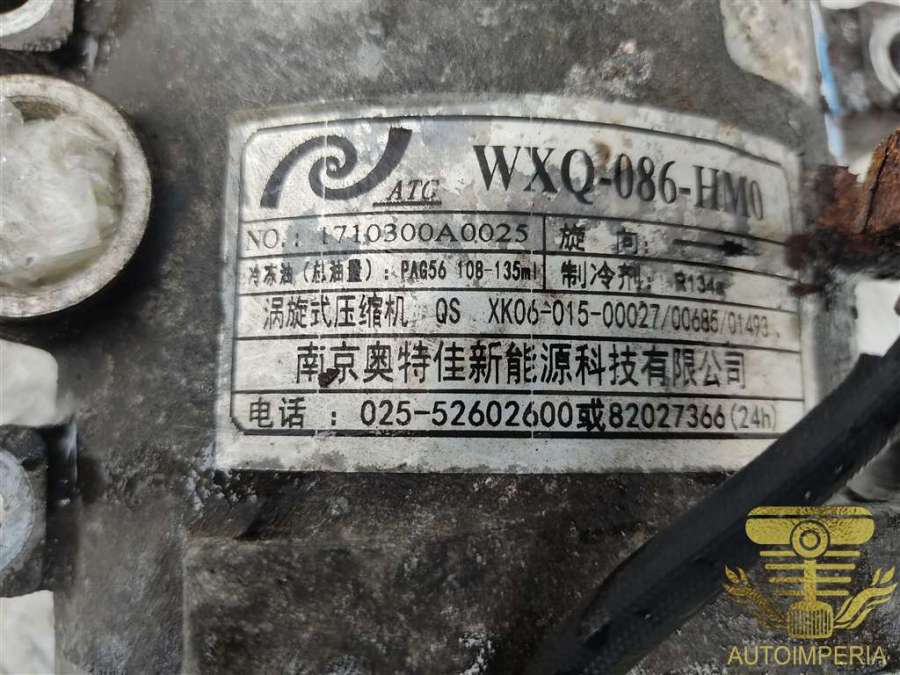 ATG WXQ-086-HM0
NO.: 1710300A0025 旋 向:
冷冻油(总油量): PAG56 108-135ml 制冷剂: R134a
涡旋式压缩机 QS XK06-015-00027/00685/01493
南京奥特佳新能源科技有限公司
电话: 025-52602600或82027366(24h)
AUTOIMPERIA